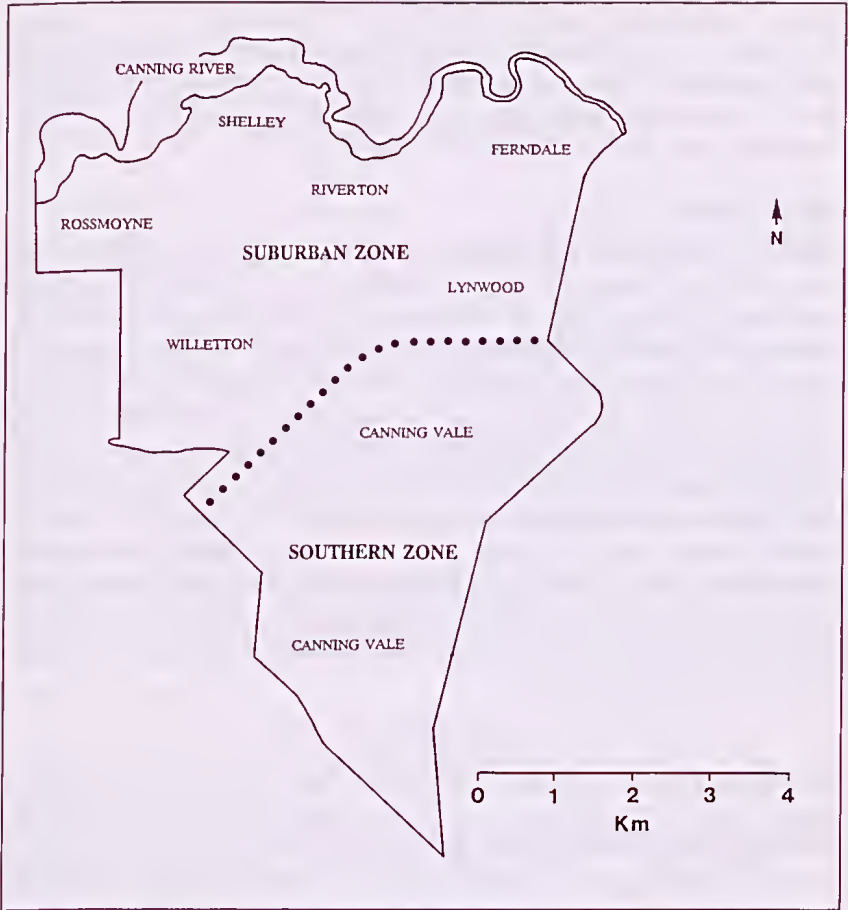 CANNING RIVER
SHELLEY
FERNDALE
RIVERTON
ROSSMOYNE
N
SUBURBAN ZONE
LYNWOOD
WILLETTON
CANNING VALE
SOUTHERN ZONE
CANNING VALE
0 1 2 3 4
Km